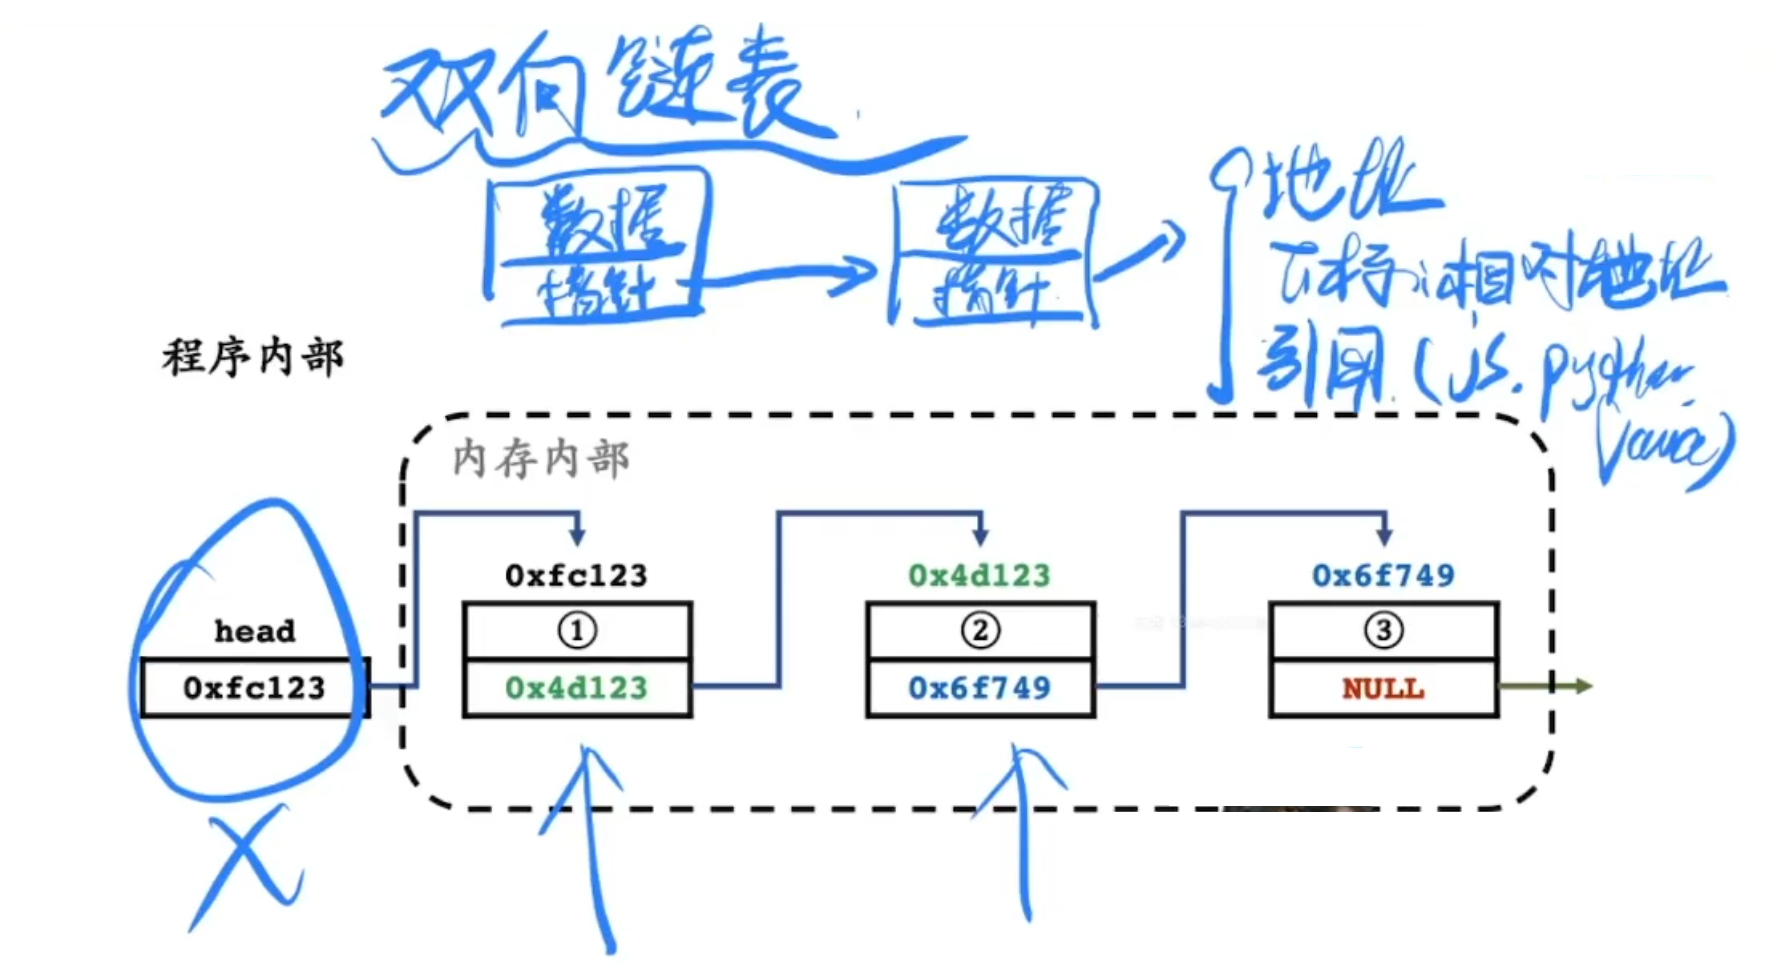 双向链表
数据
指针
数据
指针
地址
下标:相对地址
引用(js. python
Java)
程序内部
内存内部
head
0xfc123
0xfc123
①
0x4d123
0x4d123
②
0x6f749
0x6f749
③
NULL